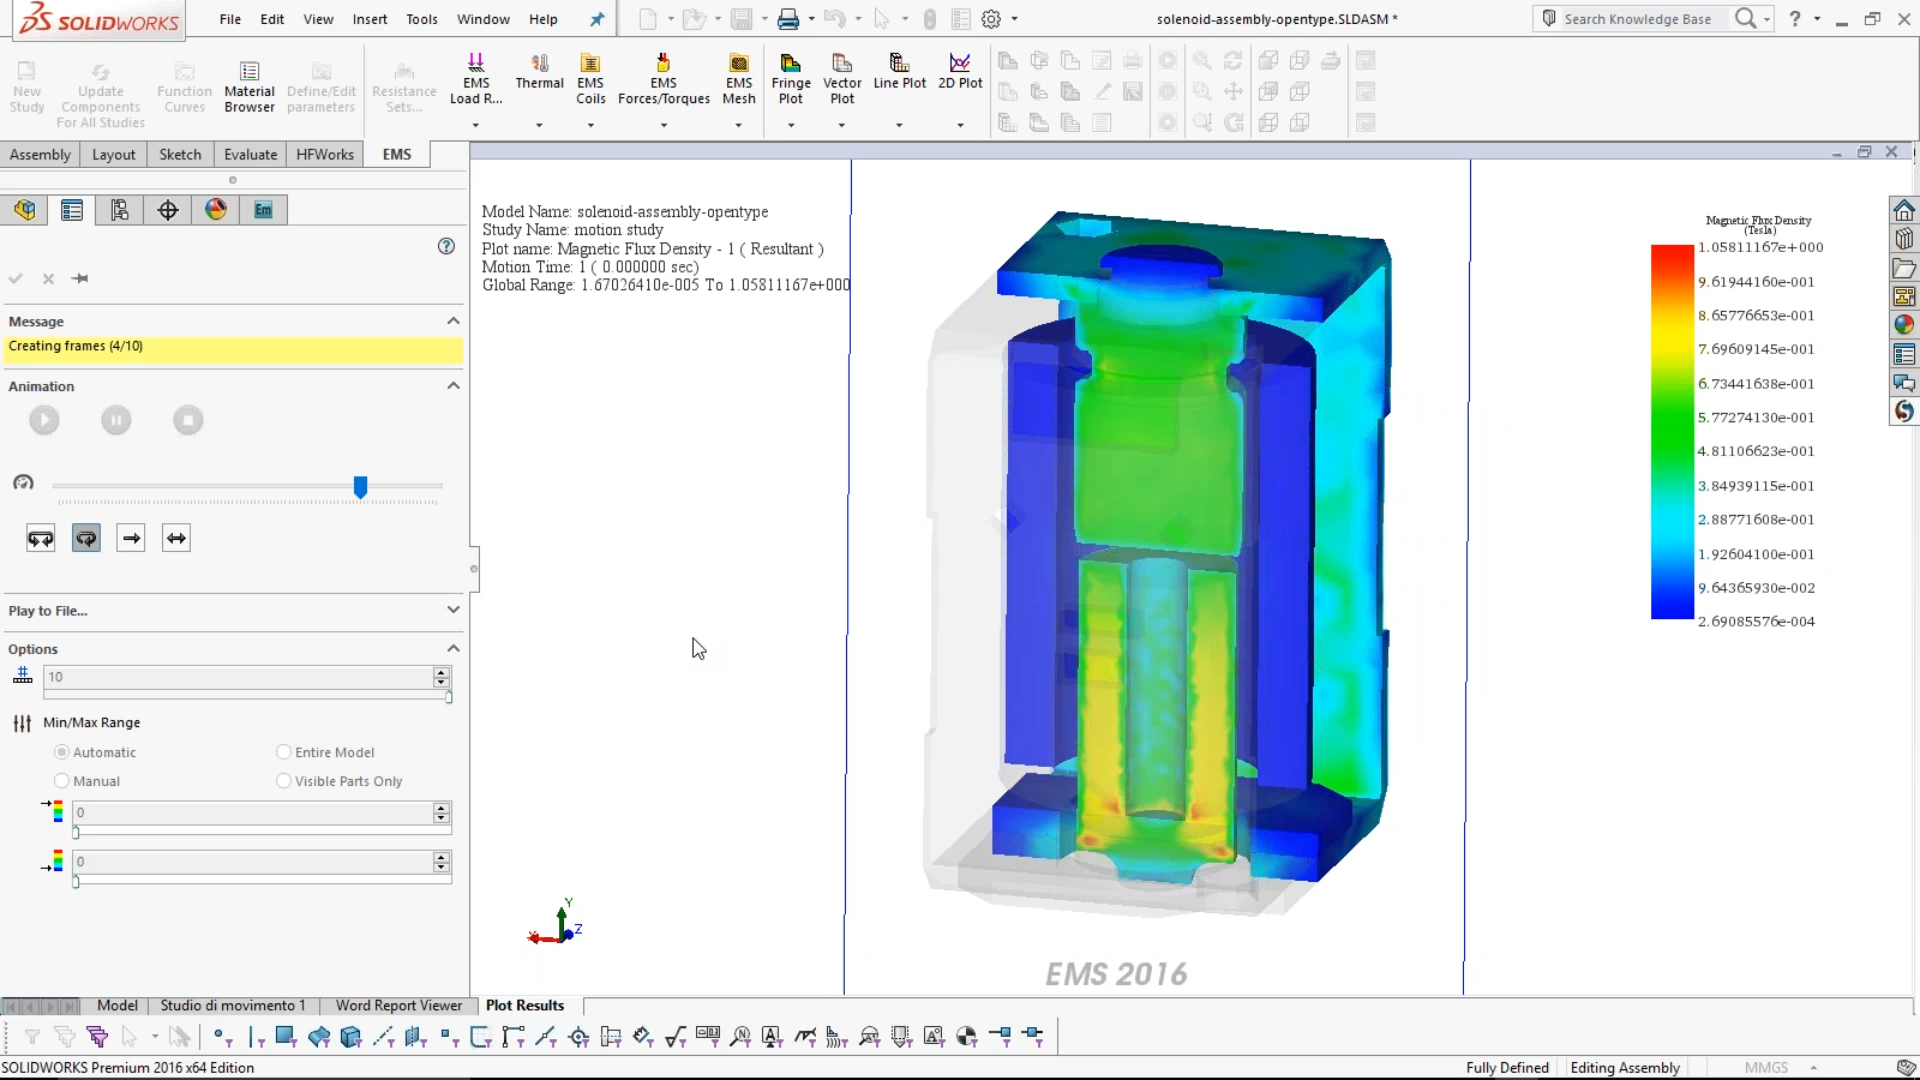 SOLIDWORKS
File Edit View Insert Tools Window Help
solenoid-assembly-opentype.SLDASM *
Search Knowledge Base
?
New Study
Update Components For All Studies
Function Curves
Material Browser
Define/Edit parameters
Resistance Sets...
EMS Load R...
Thermal
EMS Coils
EMS Forces/Torques
EMS Mesh
Fringe Plot
Vector Plot
Line Plot
2D Plot
Assembly Layout Sketch Evaluate HFWorks EMS
Em
Message
Creating frames (4/10)
Animation
Play to File...
Options
10
Min/Max Range
Automatic Entire Model
Manual Visible Parts Only
0
0
Model Name: solenoid-assembly-opentype
Study Name: motion study
Plot name: Magnetic Flux Density - 1 ( Resultant )
Motion Time: 1 ( 0.000000 sec)
Global Range: 1.67026410e-005 To 1.05811167e+000
Magnetic Flux Density
(Tesla)
1.05811167e+000
9.61944160e-001
8.65776653e-001
7.69609145e-001
6.73441638e-001
5.77274130e-001
4.81106623e-001
3.84939115e-001
2.88771608e-001
1.92604100e-001
9.64365930e-002
2.69085576e-004
Y
Z
X
EMS 2016
Model Studio di movimento 1 Word Report Viewer Plot Results
SOLIDWORKS Premium 2016 x64 Edition
Fully Defined Editing Assembly MMGS